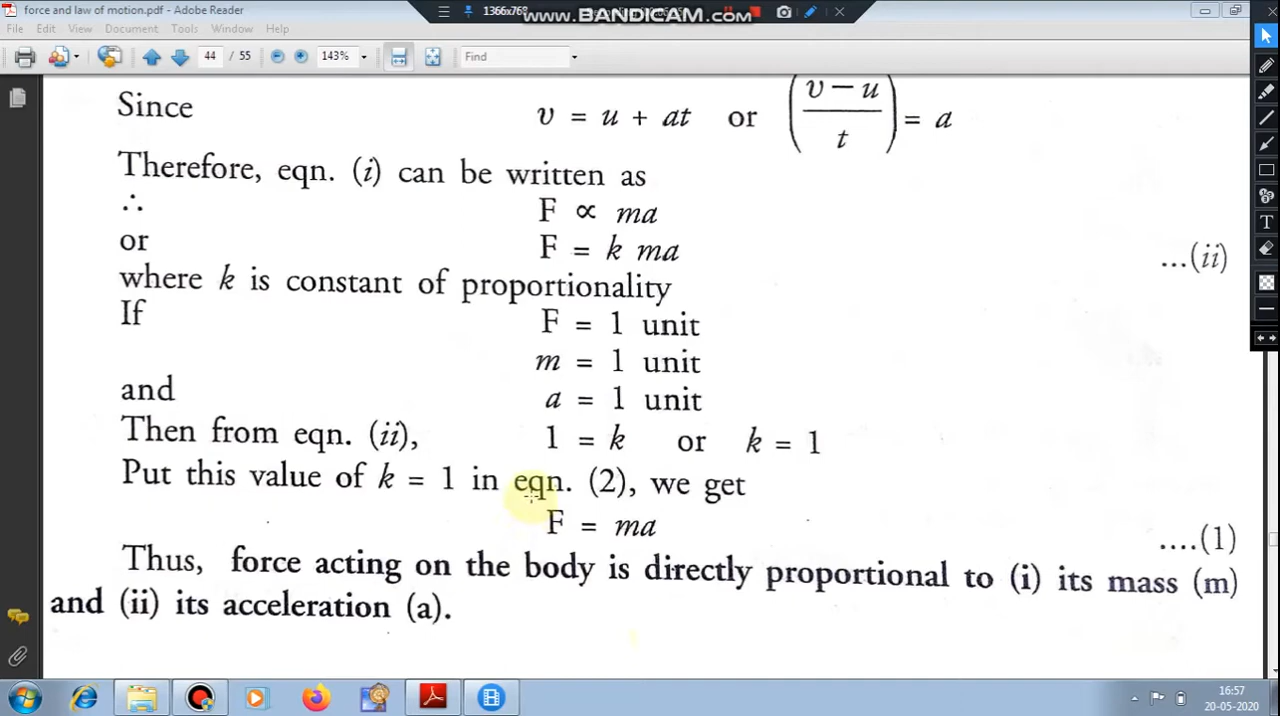 force and law of motion.pdf - Adobe Reader
1366x768
www.BANDICAM.com
File Edit View Document Tools Window Help
44 / 55 143% Find
Since v = u + at or ((v − u)/t) = a
Therefore, eqn. (i) can be written as
∴ F ∝ ma
or F = k ma ...(ii)
where k is constant of proportionality
If F = 1 unit
m = 1 unit
and a = 1 unit
Then from eqn. (ii), 1 = k or k = 1
Put this value of k = 1 in eqn. (2), we get
F = ma ....(1)
Thus, force acting on the body is directly proportional to (i) its mass (m)
and (ii) its acceleration (a).
16:57
20-05-2020